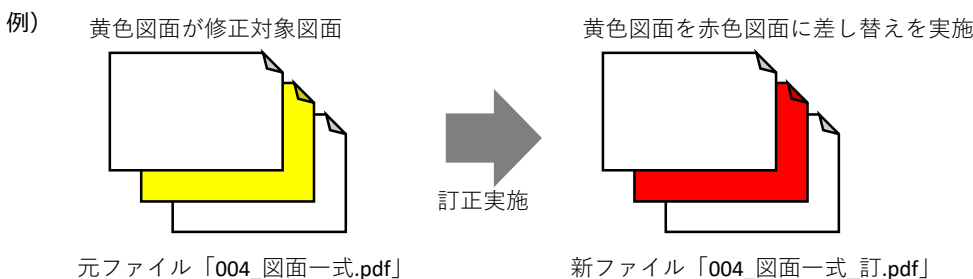 例)
黄色図面が修正対象図面
黄色図面を赤色図面に差し替えを実施
訂正実施
元ファイル「004_図面一式.pdf」
新ファイル「004_図面一式_訂.pdf」